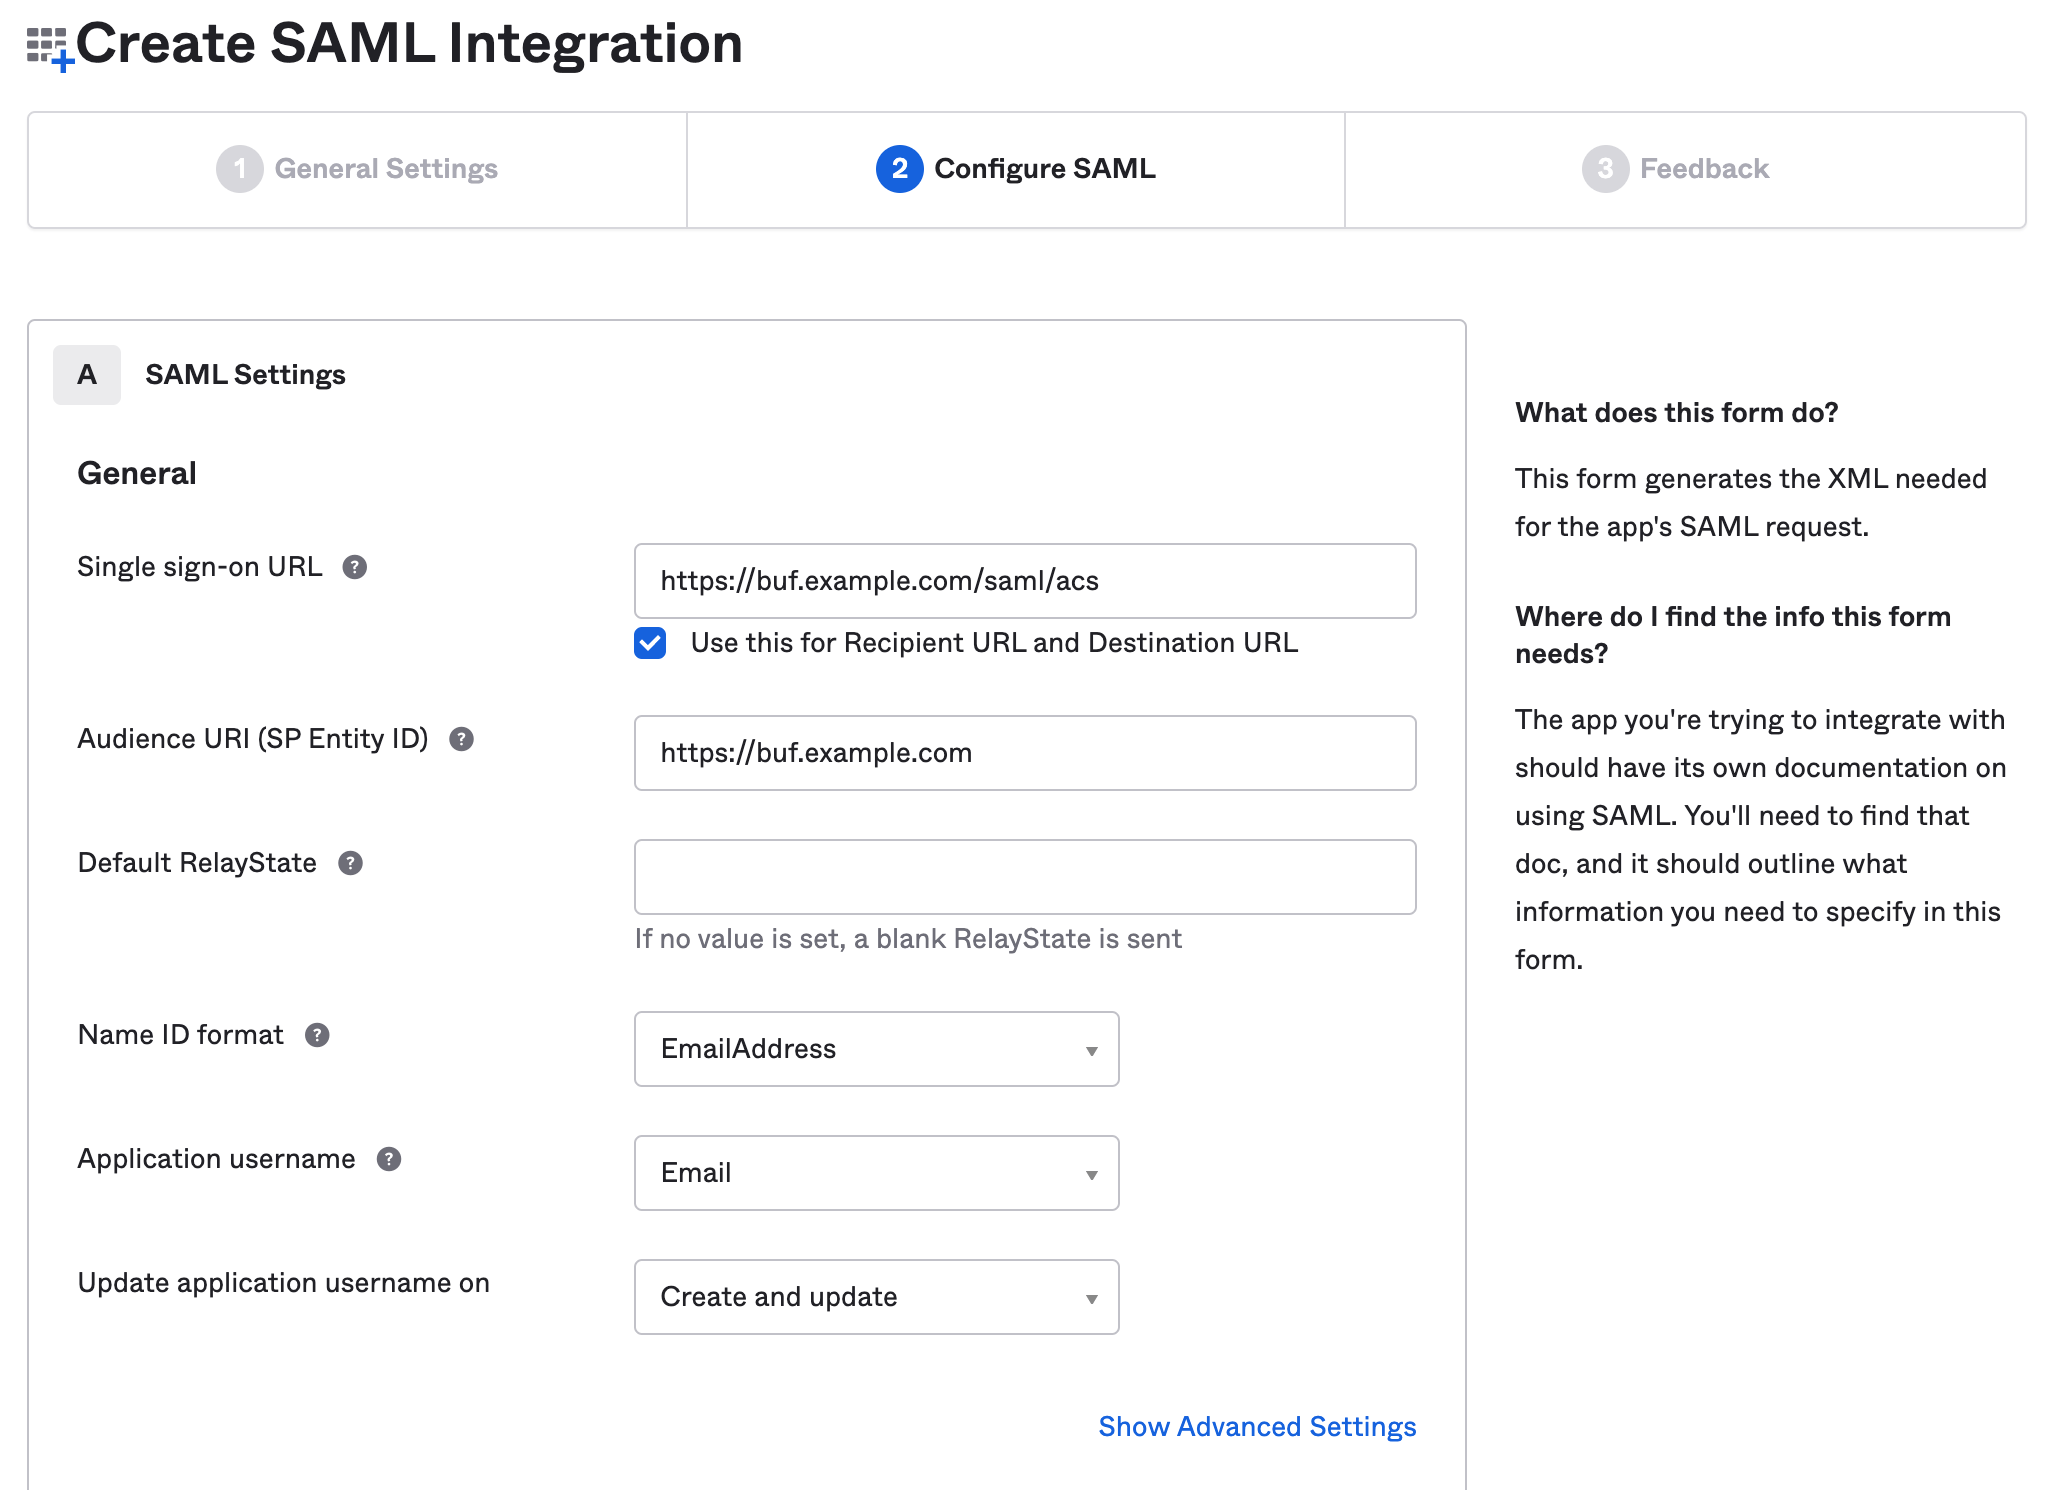 Create SAML Integration
1 General Settings
2 Configure SAML
3 Feedback
A SAML Settings
General
Single sign-on URL ?
https://buf.example.com/saml/acs
Use this for Recipient URL and Destination URL
Audience URI (SP Entity ID) ?
https://buf.example.com
Default RelayState ?
If no value is set, a blank RelayState is sent
Name ID format ?
EmailAddress
Application username ?
Email
Update application username on
Create and update
Show Advanced Settings
What does this form do?
This form generates the XML needed
for the app's SAML request.
Where do I find the info this form
needs?
The app you're trying to integrate with
should have its own documentation on
using SAML. You'll need to find that
doc, and it should outline what
information you need to specify in this
form.